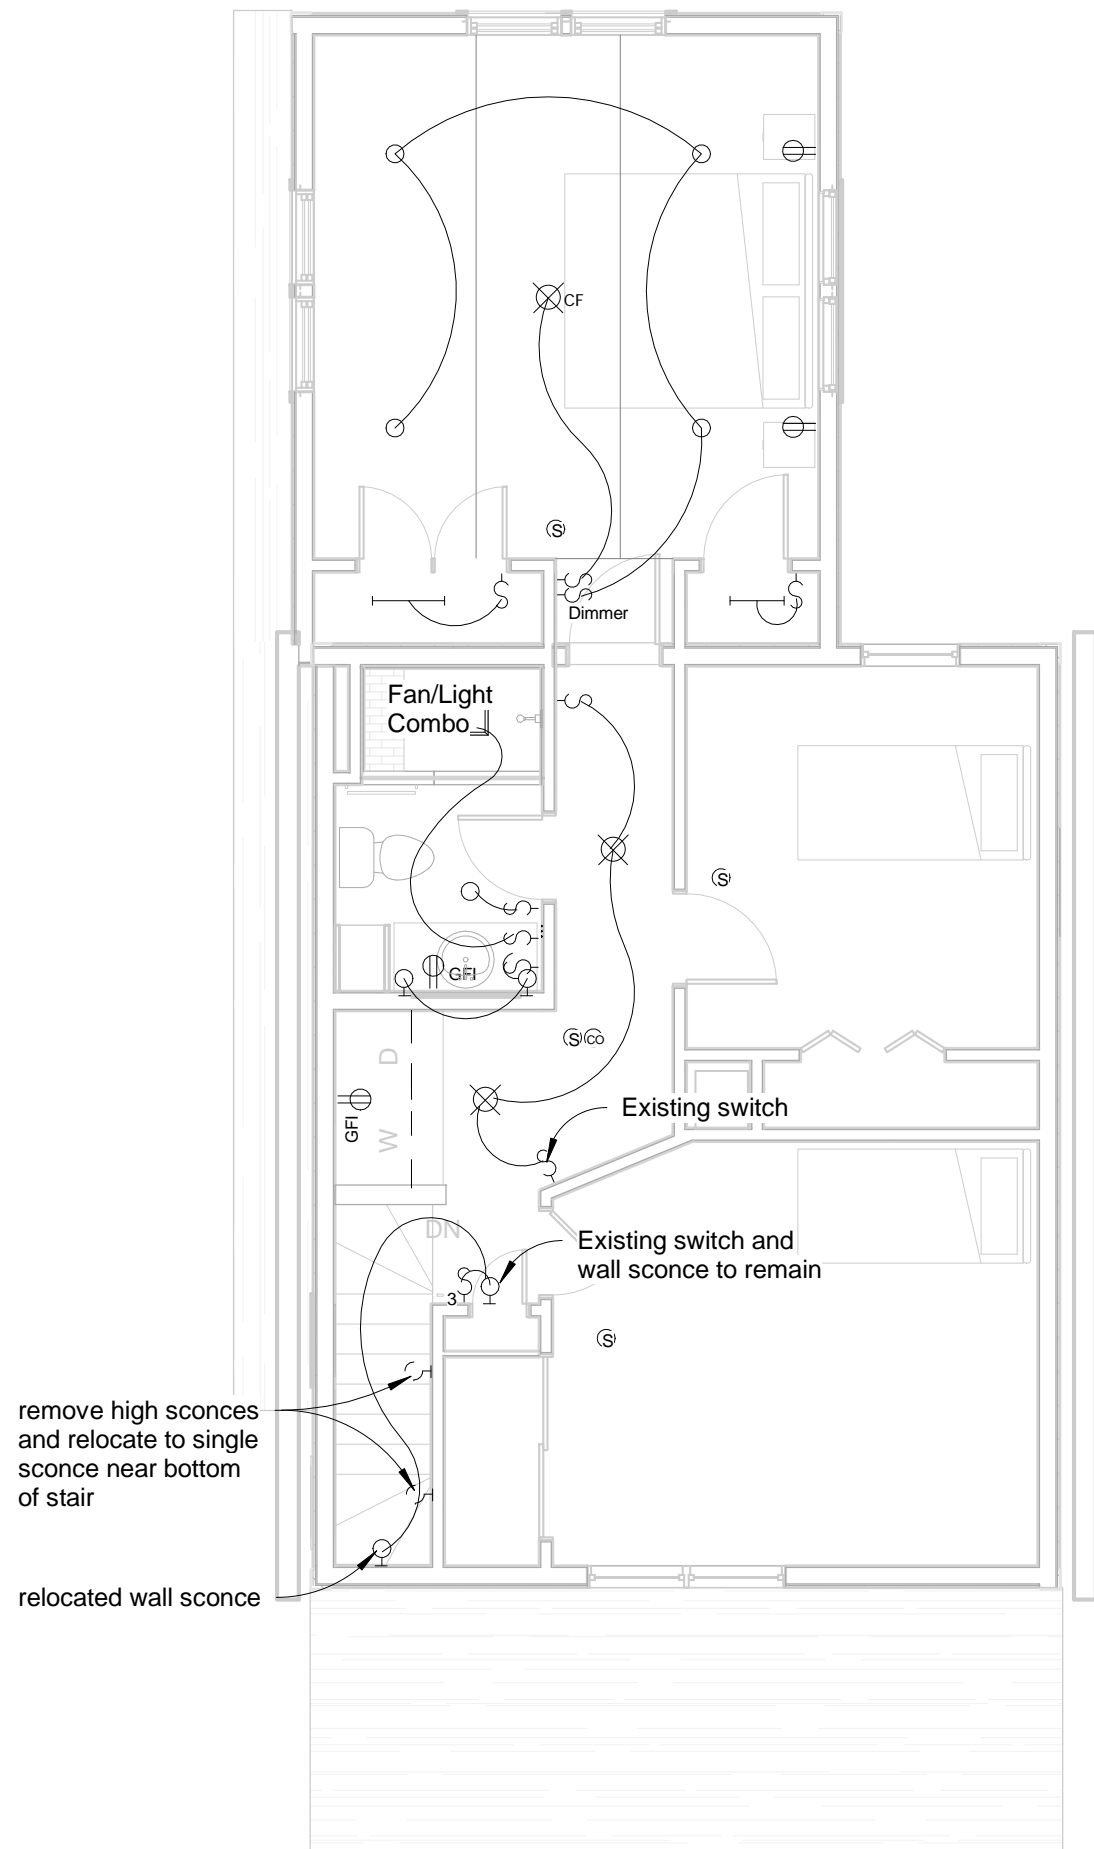 CF
S
Dimmer
Fan/Light
Combo
S
GFI
S
CO
D
W
GFI
Existing switch
DN
Existing switch and
wall sconce to remain
3
S
remove high sconces
and relocate to single
sconce near bottom
of stair
relocated wall sconce